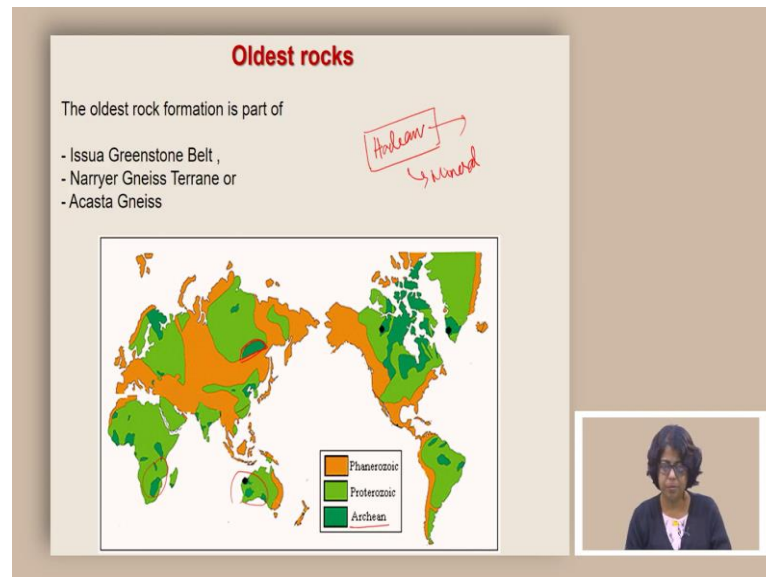 Oldest rocks
The oldest rock formation is part of
Hadean
- Issua Greenstone Belt ,
Mineral
- Narryer Gneiss Terrane or
- Acasta Gneiss
Phanerozoic
Proterozoic
Archean